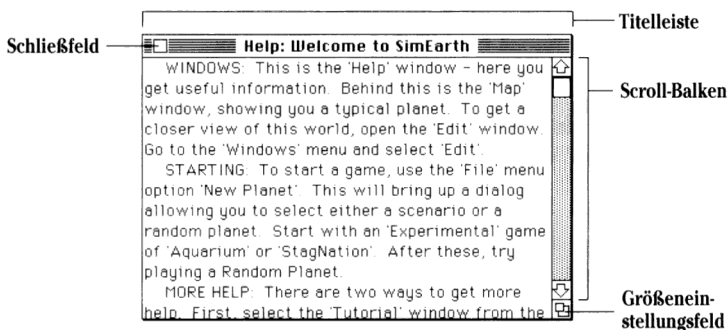 Titelleiste
Schließfeld
Help: Welcome to SimEarth
WINDOWS: This is the 'Help' window - here you
get useful information. Behind this is the 'Map'
window, showing you a typical planet. To get a
closer view of this world, open the 'Edit' window.
Go to the 'Windows' menu and select 'Edit'.
STARTING: To start a game, use the 'File' menu
option 'New Planet'. This will bring up a dialog
allowing you to select either a scenario or a
random planet. Start with an 'Experimental' game
of 'Aquarium' or 'StagNation'. After these, try
playing a Random Planet.
MORE HELP: There are two ways to get more
help. First, select the 'Tutorial' window from the
Scroll-Balken
Größenein-
stellungsfeld